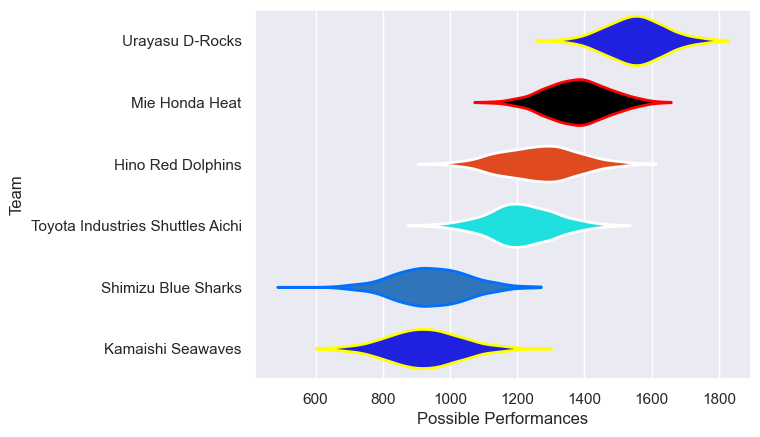 Urayasu D-Rocks
Mie Honda Heat
Hino Red Dolphins
Toyota Industries Shuttles Aichi
Shimizu Blue Sharks
Kamaishi Seawaves
Team
600 800 1000 1200 1400 1600 1800
Possible Performances